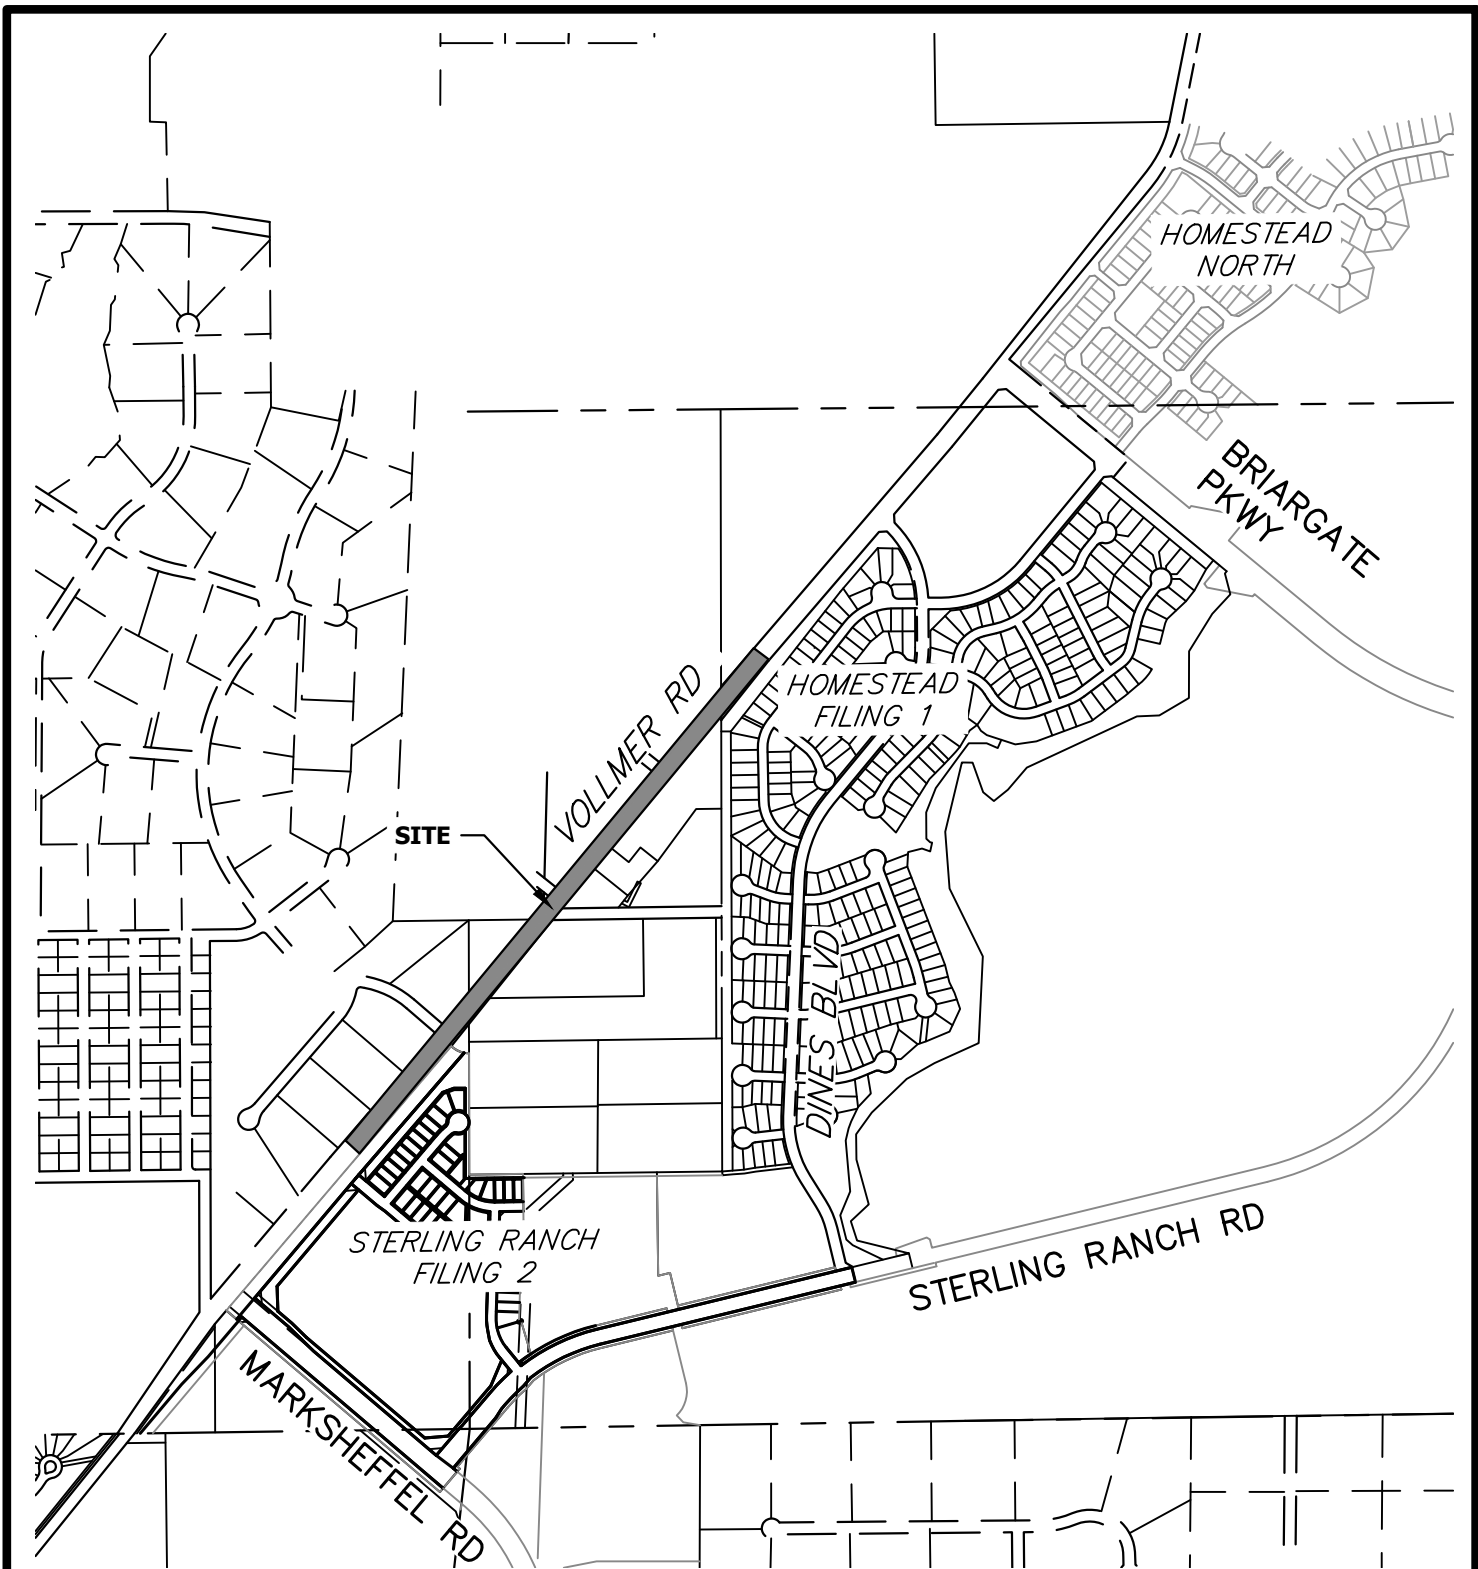 HOMESTEAD
NORTH
BRIARGATE
PKWY
VOLLMER RD
HOMESTEAD
FILING 1
SITE
DINES BLVD
STERLING RANCH
FILING 2
STERLING RANCH RD
MARKSHEFFEL RD